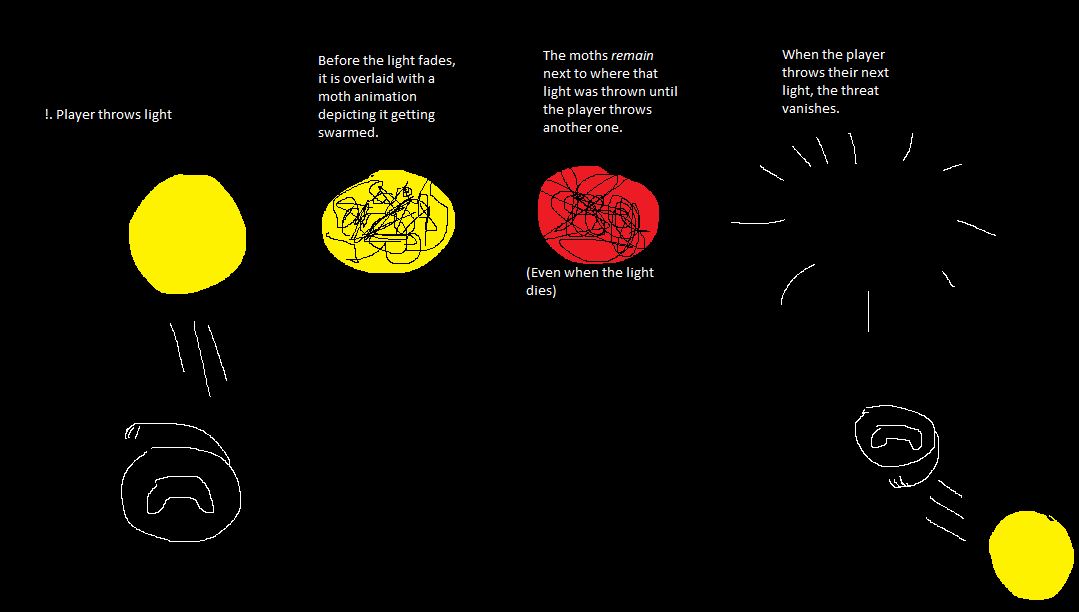 !. Player throws light
Before the light fades,
it is overlaid with a
moth animation
depicting it getting
swarmed.
The moths remain
next to where that
light was thrown until
the player throws
another one.
(Even when the light
dies)
When the player
throws their next
light, the threat
vanishes.